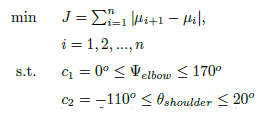 min J = ∑ⁿᵢ₌₁ |μᵢ₊₁ − μᵢ|,
i = 1, 2, ..., n
s.t. c₁ = 0° ≤ Ψ_elbow ≤ 170°
c₂ = −110° ≤ θ_shoulder ≤ 20°